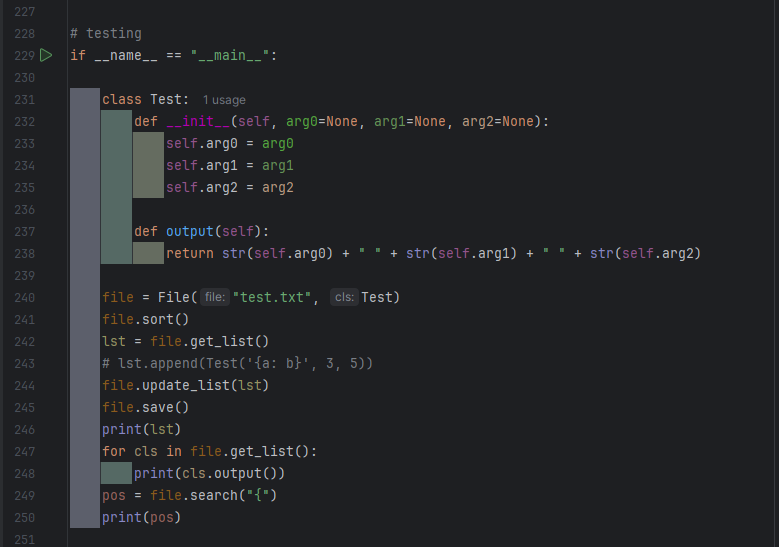 227
228 # testing
229 if __name__ == "__main__":
230
231 class Test: 1 usage
232 def __init__(self, arg0=None, arg1=None, arg2=None):
233 self.arg0 = arg0
234 self.arg1 = arg1
235 self.arg2 = arg2
236
237 def output(self):
238 return str(self.arg0) + " " + str(self.arg1) + " " + str(self.arg2)
239
240 file = File( file: "test.txt", cls: Test)
241 file.sort()
242 lst = file.get_list()
243 # lst.append(Test('{a: b}', 3, 5))
244 file.update_list(lst)
245 file.save()
246 print(lst)
247 for cls in file.get_list():
248 print(cls.output())
249 pos = file.search("{")
250 print(pos)
251